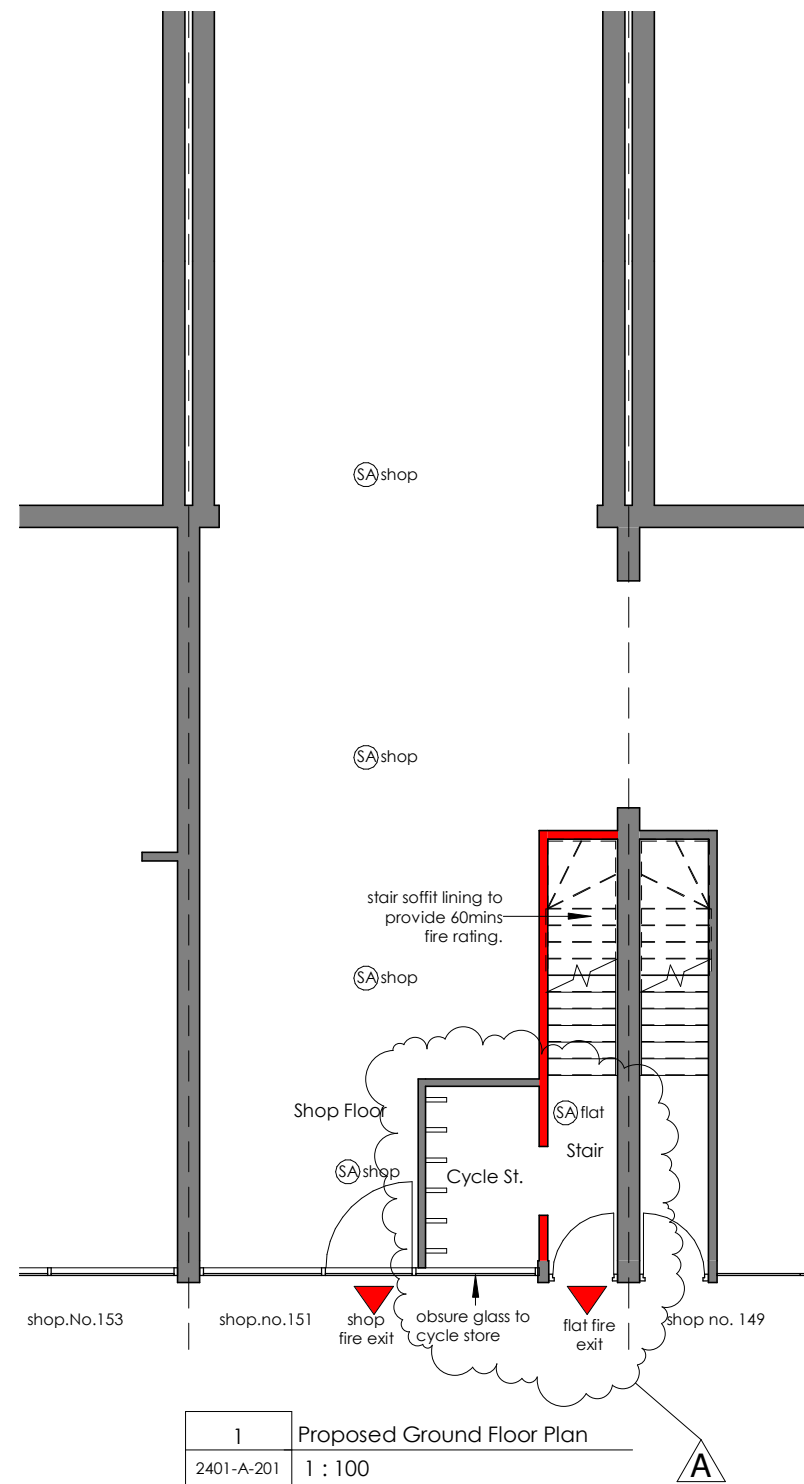 SA shop
SA shop
stair soffit lining to
provide 60mins
fire rating.
SA shop
Shop Floor
SA flat
Stair
SA shop
Cycle St.
shop.No.153
shop.no.151
shop
fire exit
obsure glass to
cycle store
flat fire
exit
shop no. 149
1
Proposed Ground Floor Plan
2401-A-201
1 : 100
A